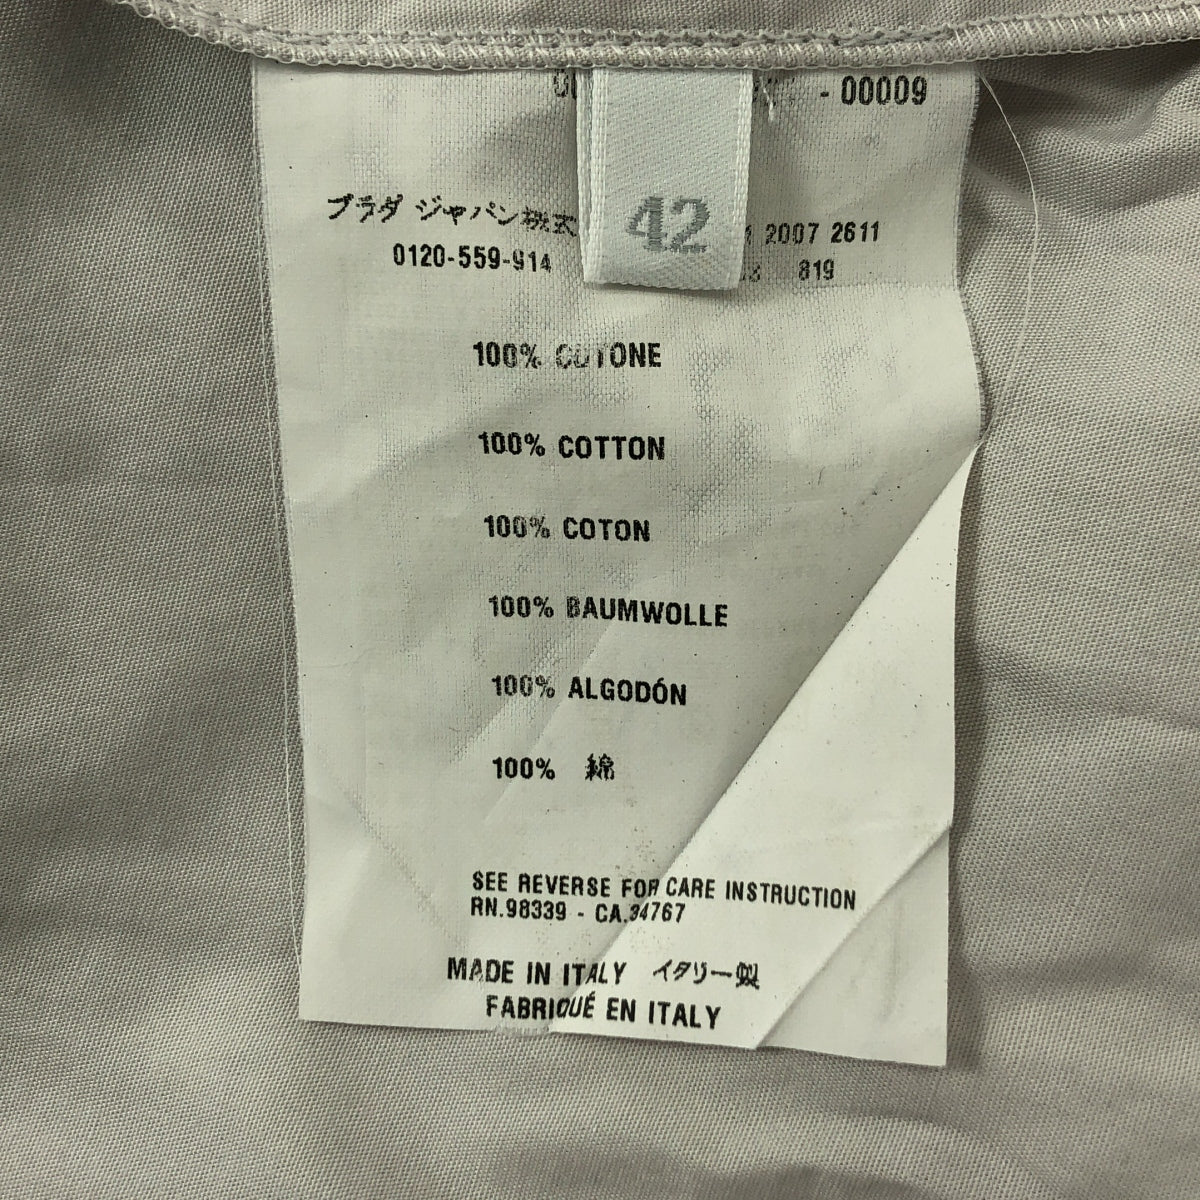 - 00009
42
プラダ ジャパン株
2007 2611
0120-559-914
819
100% COTONE
100% COTTON
100% COTON
100% BAUMWOLLE
100% ALGODÓN
100% 綿
SEE REVERSE FOR CARE INSTRUCTION
RN.98339 - CA.34767
MADE IN ITALY イタリー製
FABRIQUÉ EN ITALY